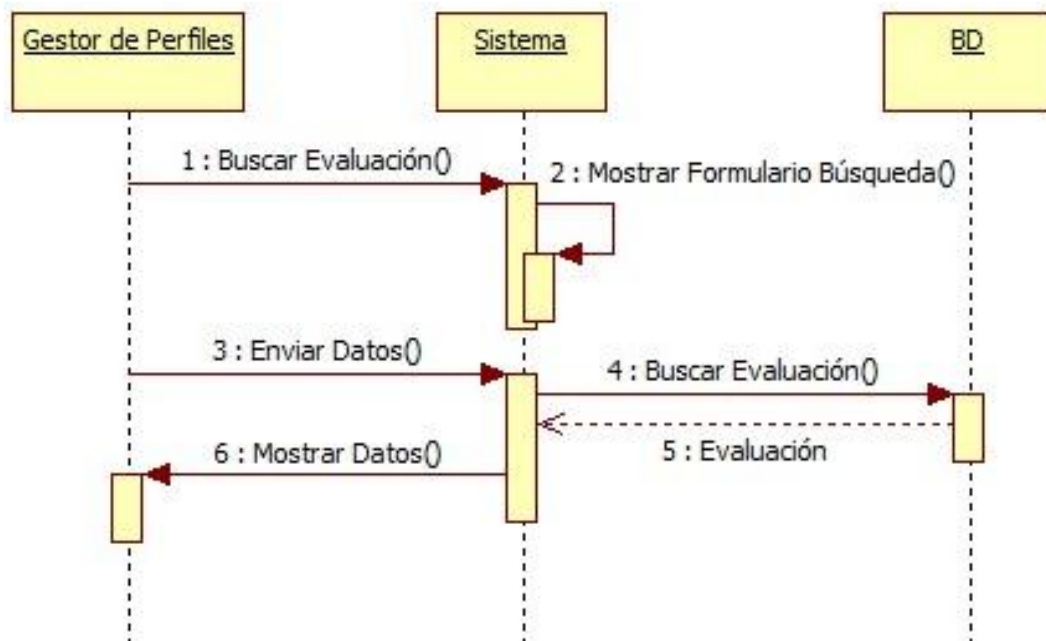 Gestor de Perfiles
Sistema
BD
1 : Buscar Evaluación()
2 : Mostrar Formulario Búsqueda()
3 : Enviar Datos()
4 : Buscar Evaluación()
5 : Evaluación
6 : Mostrar Datos()